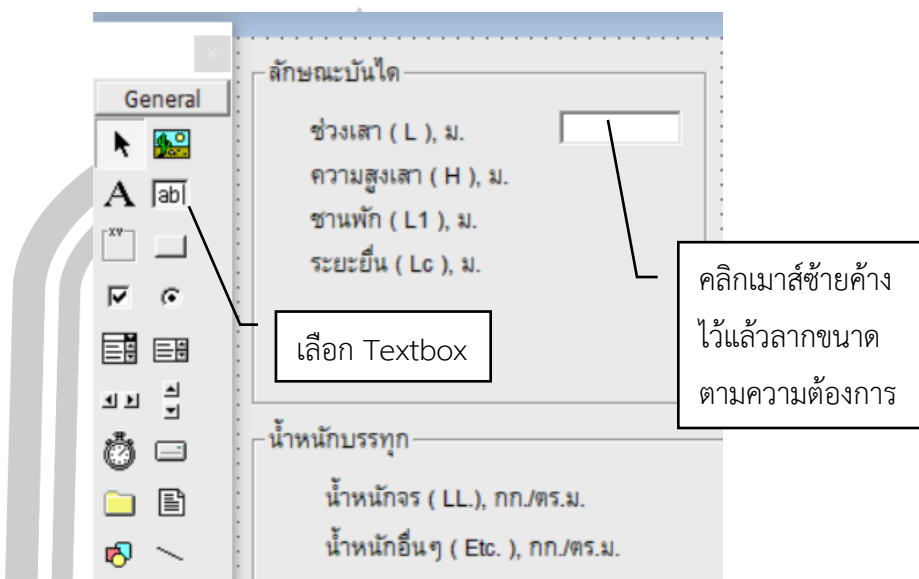 General
A
ab
XY
ลักษณะบันได
ช่วงเสา ( L ), ม.
ความสูงเสา ( H ), ม.
ชานพัก ( L1 ), ม.
ระยะยื่น ( Lc ), ม.
คลิกเมาส์ซ้ายค้าง
ไว้แล้วลากขนาด
ตามความต้องการ
เลือก Textbox
น้ำหนักบรรทุก
น้ำหนักจร ( LL.), กก./ตร.ม.
น้ำหนักอื่นๆ ( Etc. ), กก./ตร.ม.